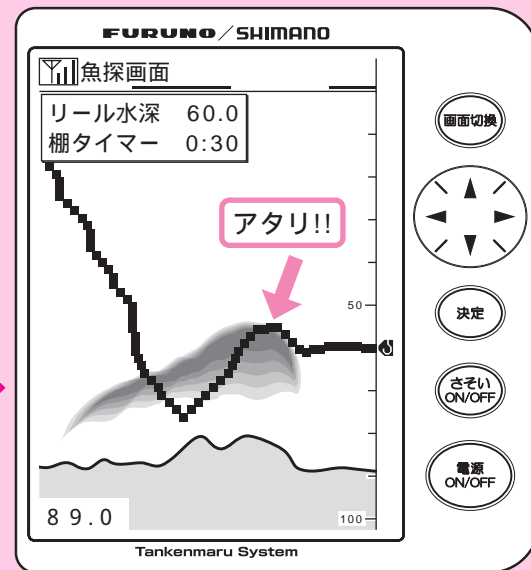 FURUNO/SHIMANO
魚探画面
リール水深 60.0
棚タイマー 0:30
アタリ!!
画面切換
50
決定
さそい
ON/OFF
電源
ON/OFF
89.0
100
Tankenmaru System